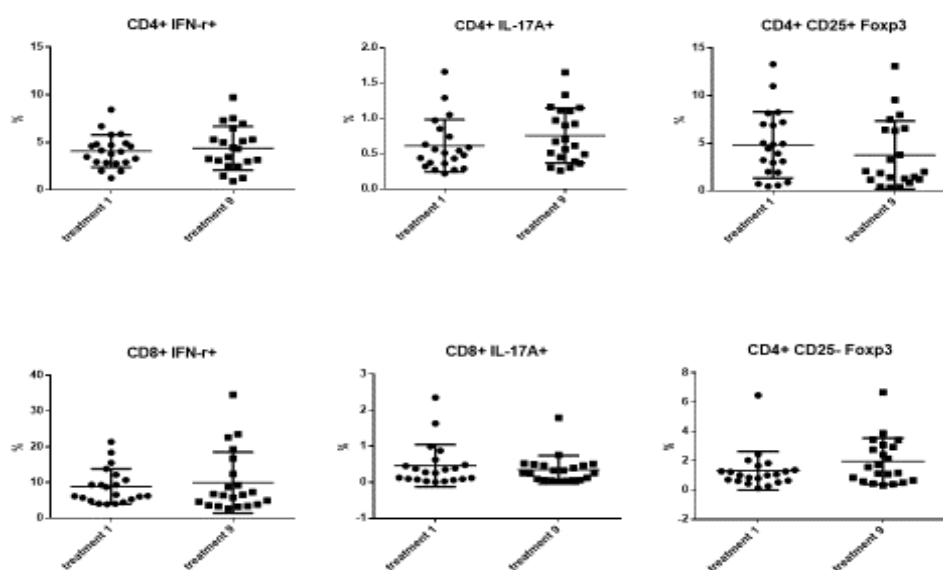 CD4+ IFN-r+
15
10
5
0
%
treatment 1
treatment 9
CD4+ IL-17A+
2.0
1.5
1.0
0.5
0.0
%
treatment 1
treatment 9
CD4+ CD25+ Foxp3
15
10
5
0
%
treatment 1
treatment 9
CD8+ IFN-r+
40
30
20
10
0
%
treatment 1
treatment 9
CD8+ IL-17A+
3
2
1
0
-1
%
treatment 1
treatment 9
CD4+ CD25- Foxp3
8
6
4
2
0
-2
%
treatment 1
treatment 9